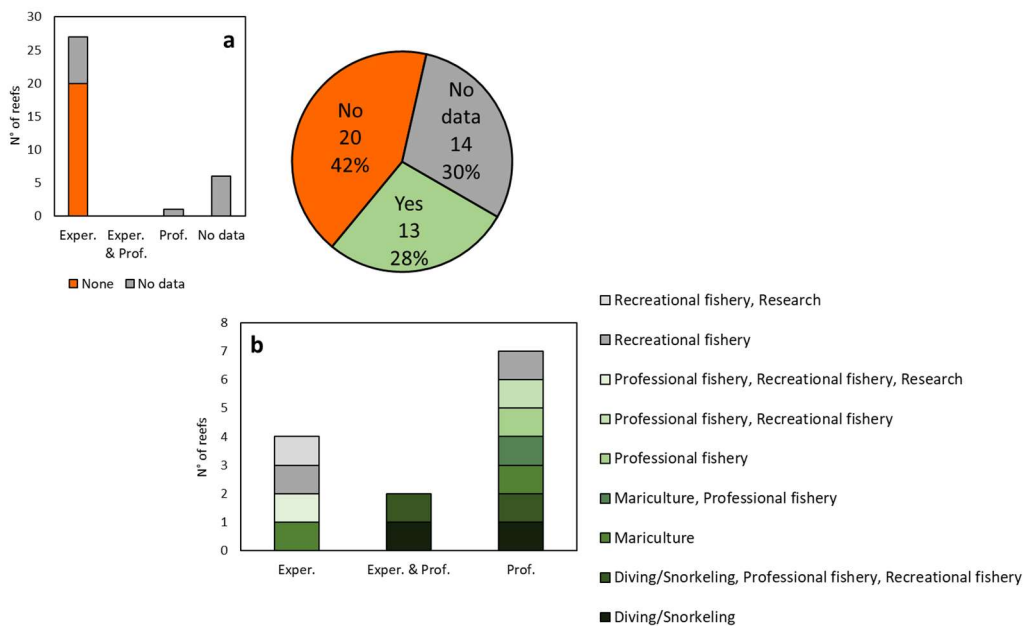 a
30
25
20
15
10
5
0
N° of reefs
Exper.
Exper.
& Prof.
Prof.
No data
None
No data
No
20
42%
No
data
14
30%
Yes
13
28%
b
8
7
6
5
4
3
2
1
0
N° of reefs
Exper.
Exper. & Prof.
Prof.
Recreational fishery, Research
Recreational fishery
Professional fishery, Recreational fishery, Research
Professional fishery, Recreational fishery
Professional fishery
Mariculture, Professional fishery
Mariculture
Diving/Snorkeling, Professional fishery, Recreational fishery
Diving/Snorkeling